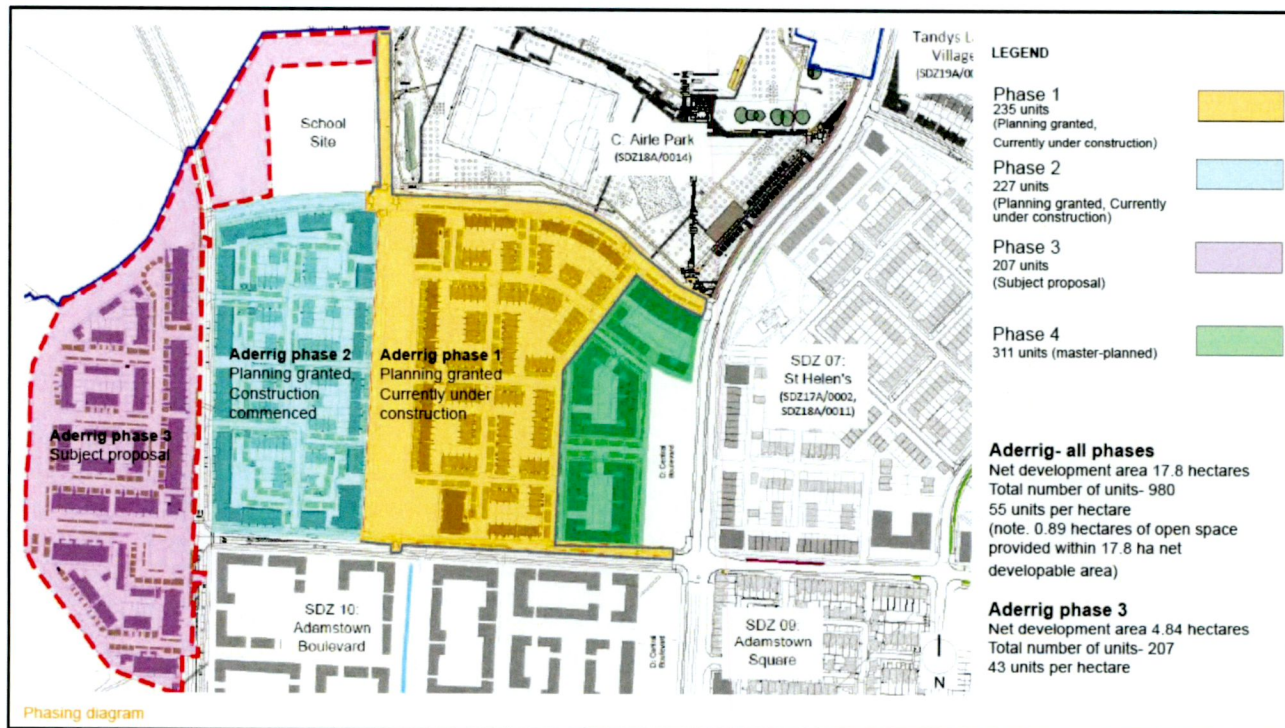 Tandys L
Village
(SDZ19A/00
School
Site
C. Airle Park
(SDZ18A/0014)
Aderrig phase 2
Planning granted,
Construction
commenced
Aderrig phase 1
Planning granted
Currently under
construction
SDZ 07:
St Helen's
(SDZ17A/0002,
SDZ18A/0011)
Aderrig phase 3
Subject proposal
D. Central
Boulevard
SDZ 10:
Adamstown
Boulevard
D. Central
Boulevard
SDZ 09:
Adamstown
Square
N
Phasing diagram
LEGEND
Phase 1
235 units
(Planning granted,
Currently under construction)
Phase 2
227 units
(Planning granted, Currently
under construction)
Phase 3
207 units
(Subject proposal)
Phase 4
311 units (master-planned)
Aderrig- all phases
Net development area 17.8 hectares
Total number of units- 980
55 units per hectare
(note. 0.89 hectares of open space
provided within 17.8 ha net
developable area)
Aderrig phase 3
Net development area 4.84 hectares
Total number of units- 207
43 units per hectare